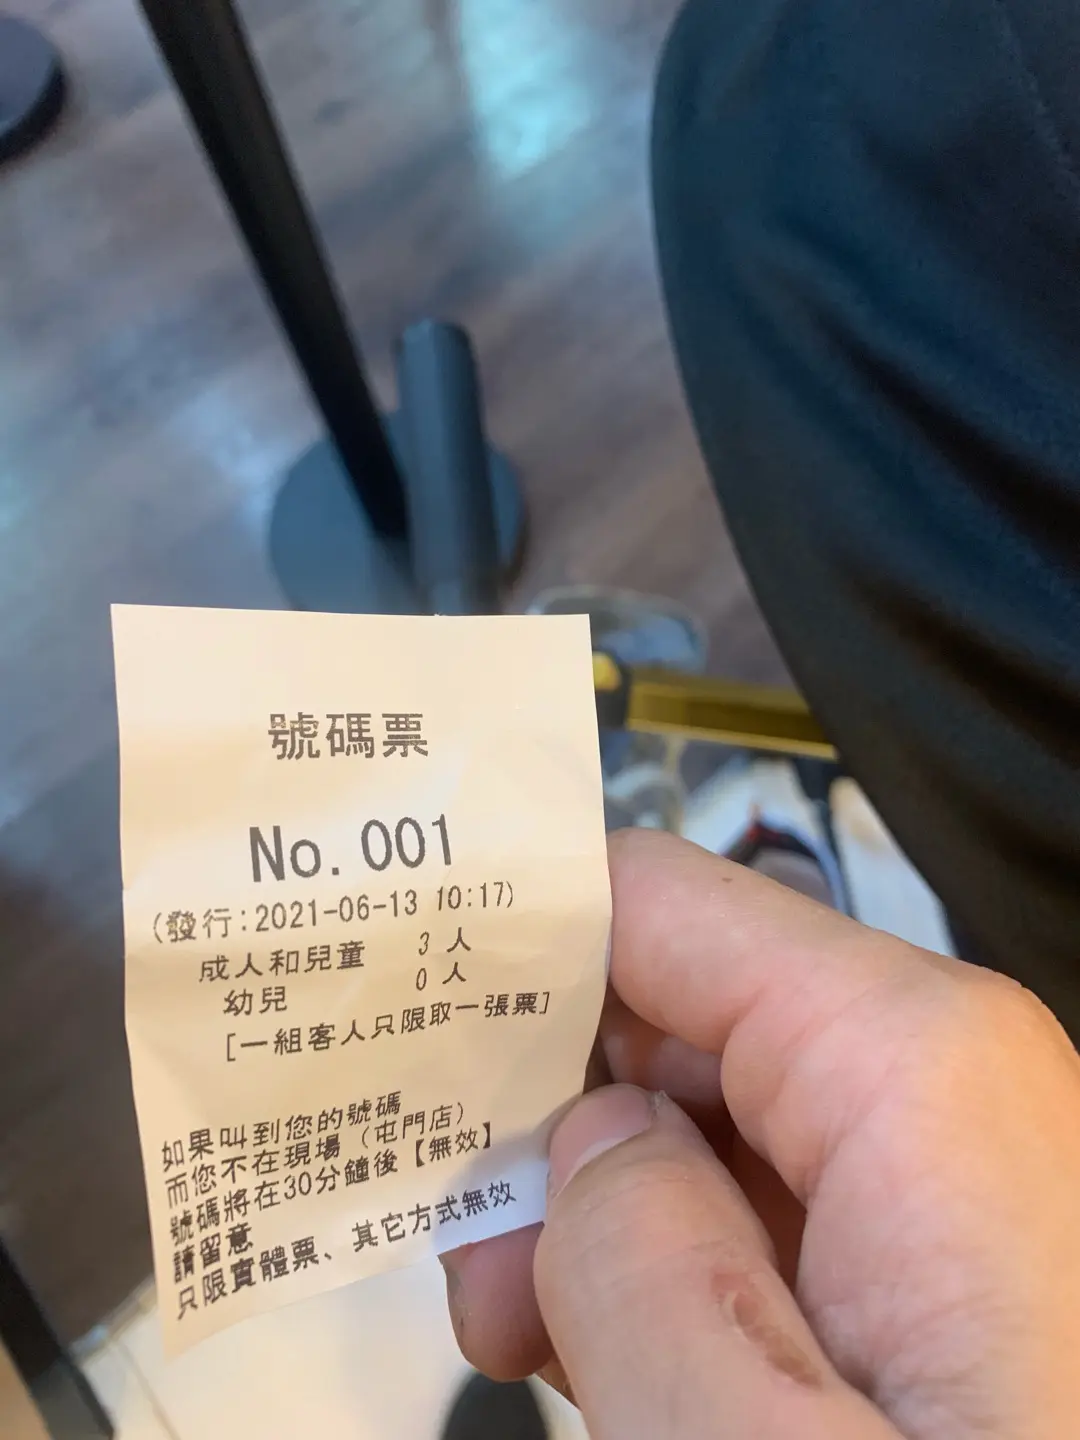 號碼票
No.001
(發行:2021-06-13 10:17)
成人和兒童 3 人
幼兒 0 人
[一組客人只限取一張票]
如果叫到您的號碼
而您不在現場（屯門店）
號碼將在30分鐘後【無效】
請留意
只限實體票、其它方式無效